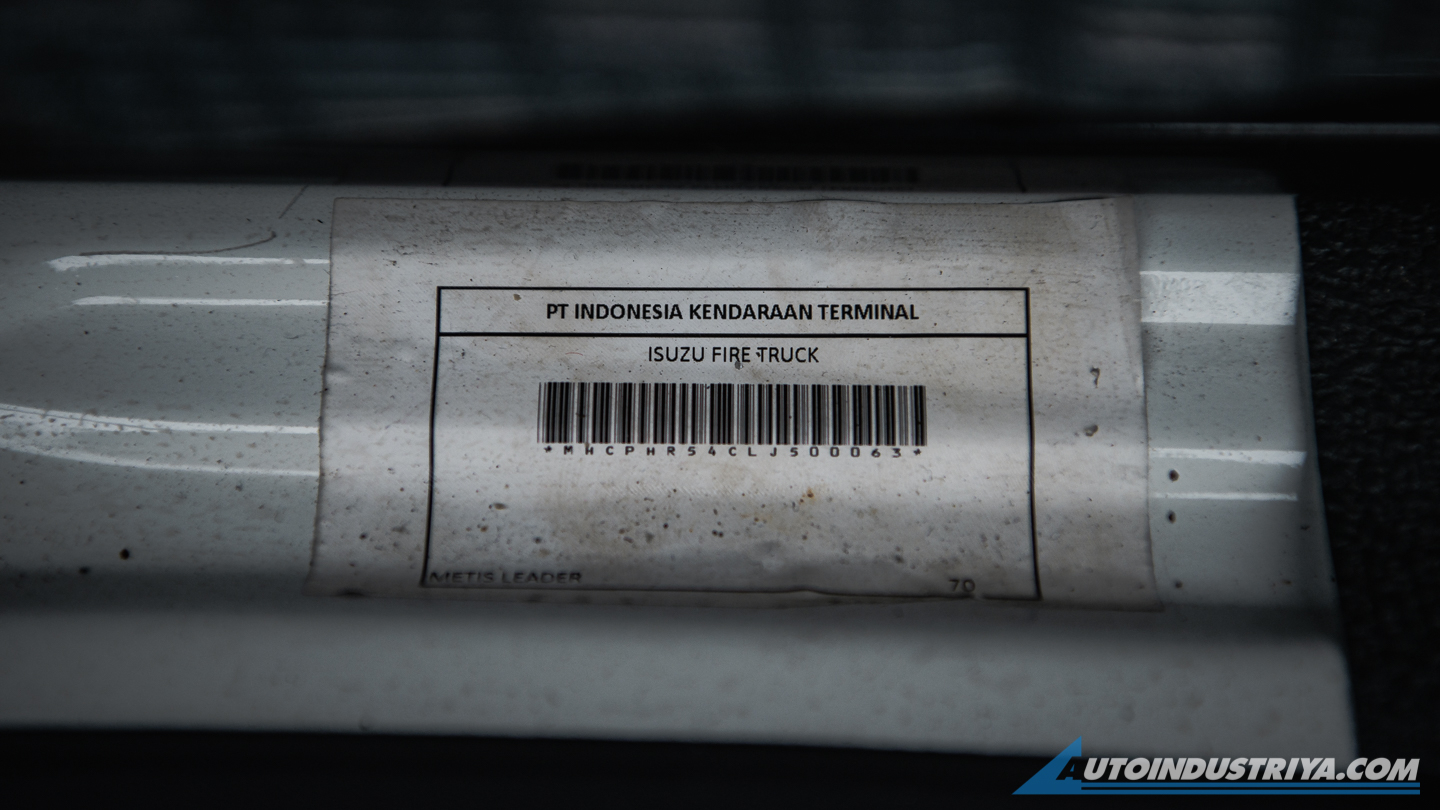 PT INDONESIA KENDARAAN TERMINAL
ISUZU FIRE TRUCK
*MHCPHR54CLJ500063*
METIS LEADER 70
AUTOINDUSTRIYA.COM